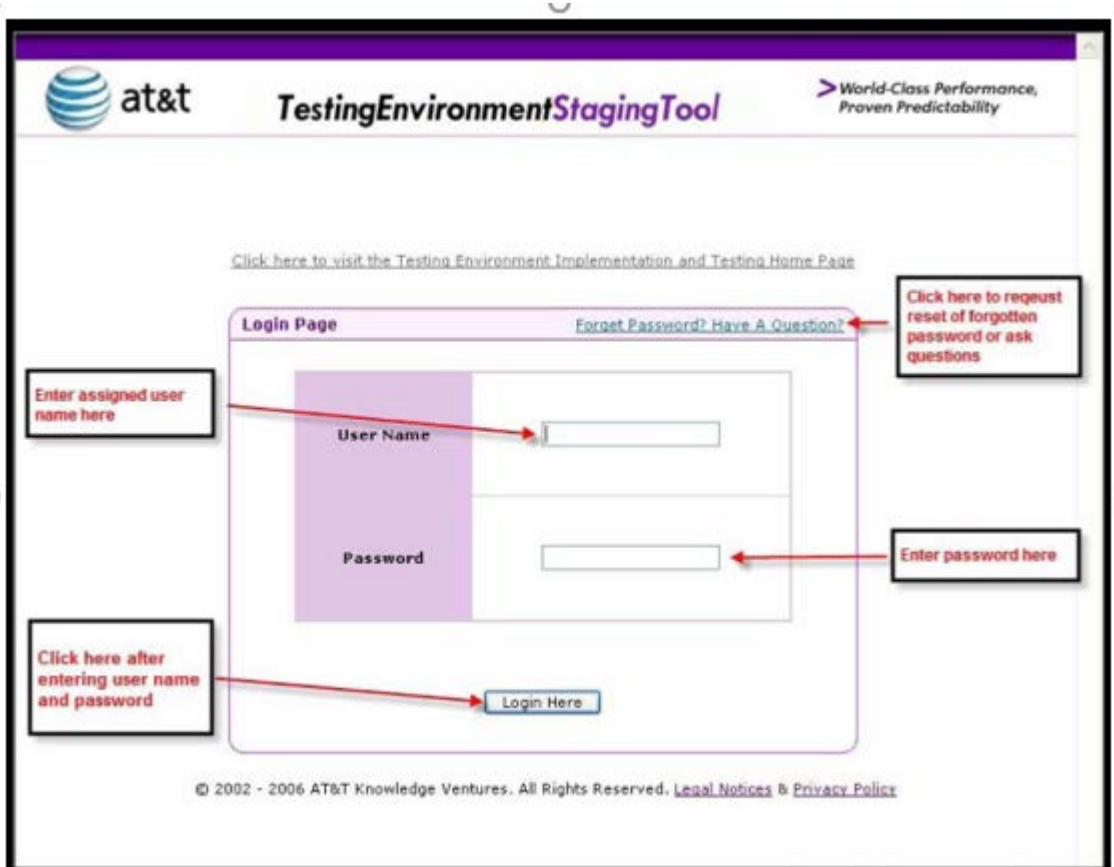 at&t
TestingEnvironmentStagingTool
>World-Class Performance,
Proven Predictability
Click here to visit the Testing Environment Implementation and Testing Home Page
Login Page
Forget Password? Have A Question?
Click here to reqeust
reset of forgotten
password or ask
questions
Enter assigned user
name here
User Name
Password
Enter password here
Click here after
entering user name
and password
Login Here
© 2002 - 2006 AT&T Knowledge Ventures. All Rights Reserved. Legal Notices & Privacy Policy